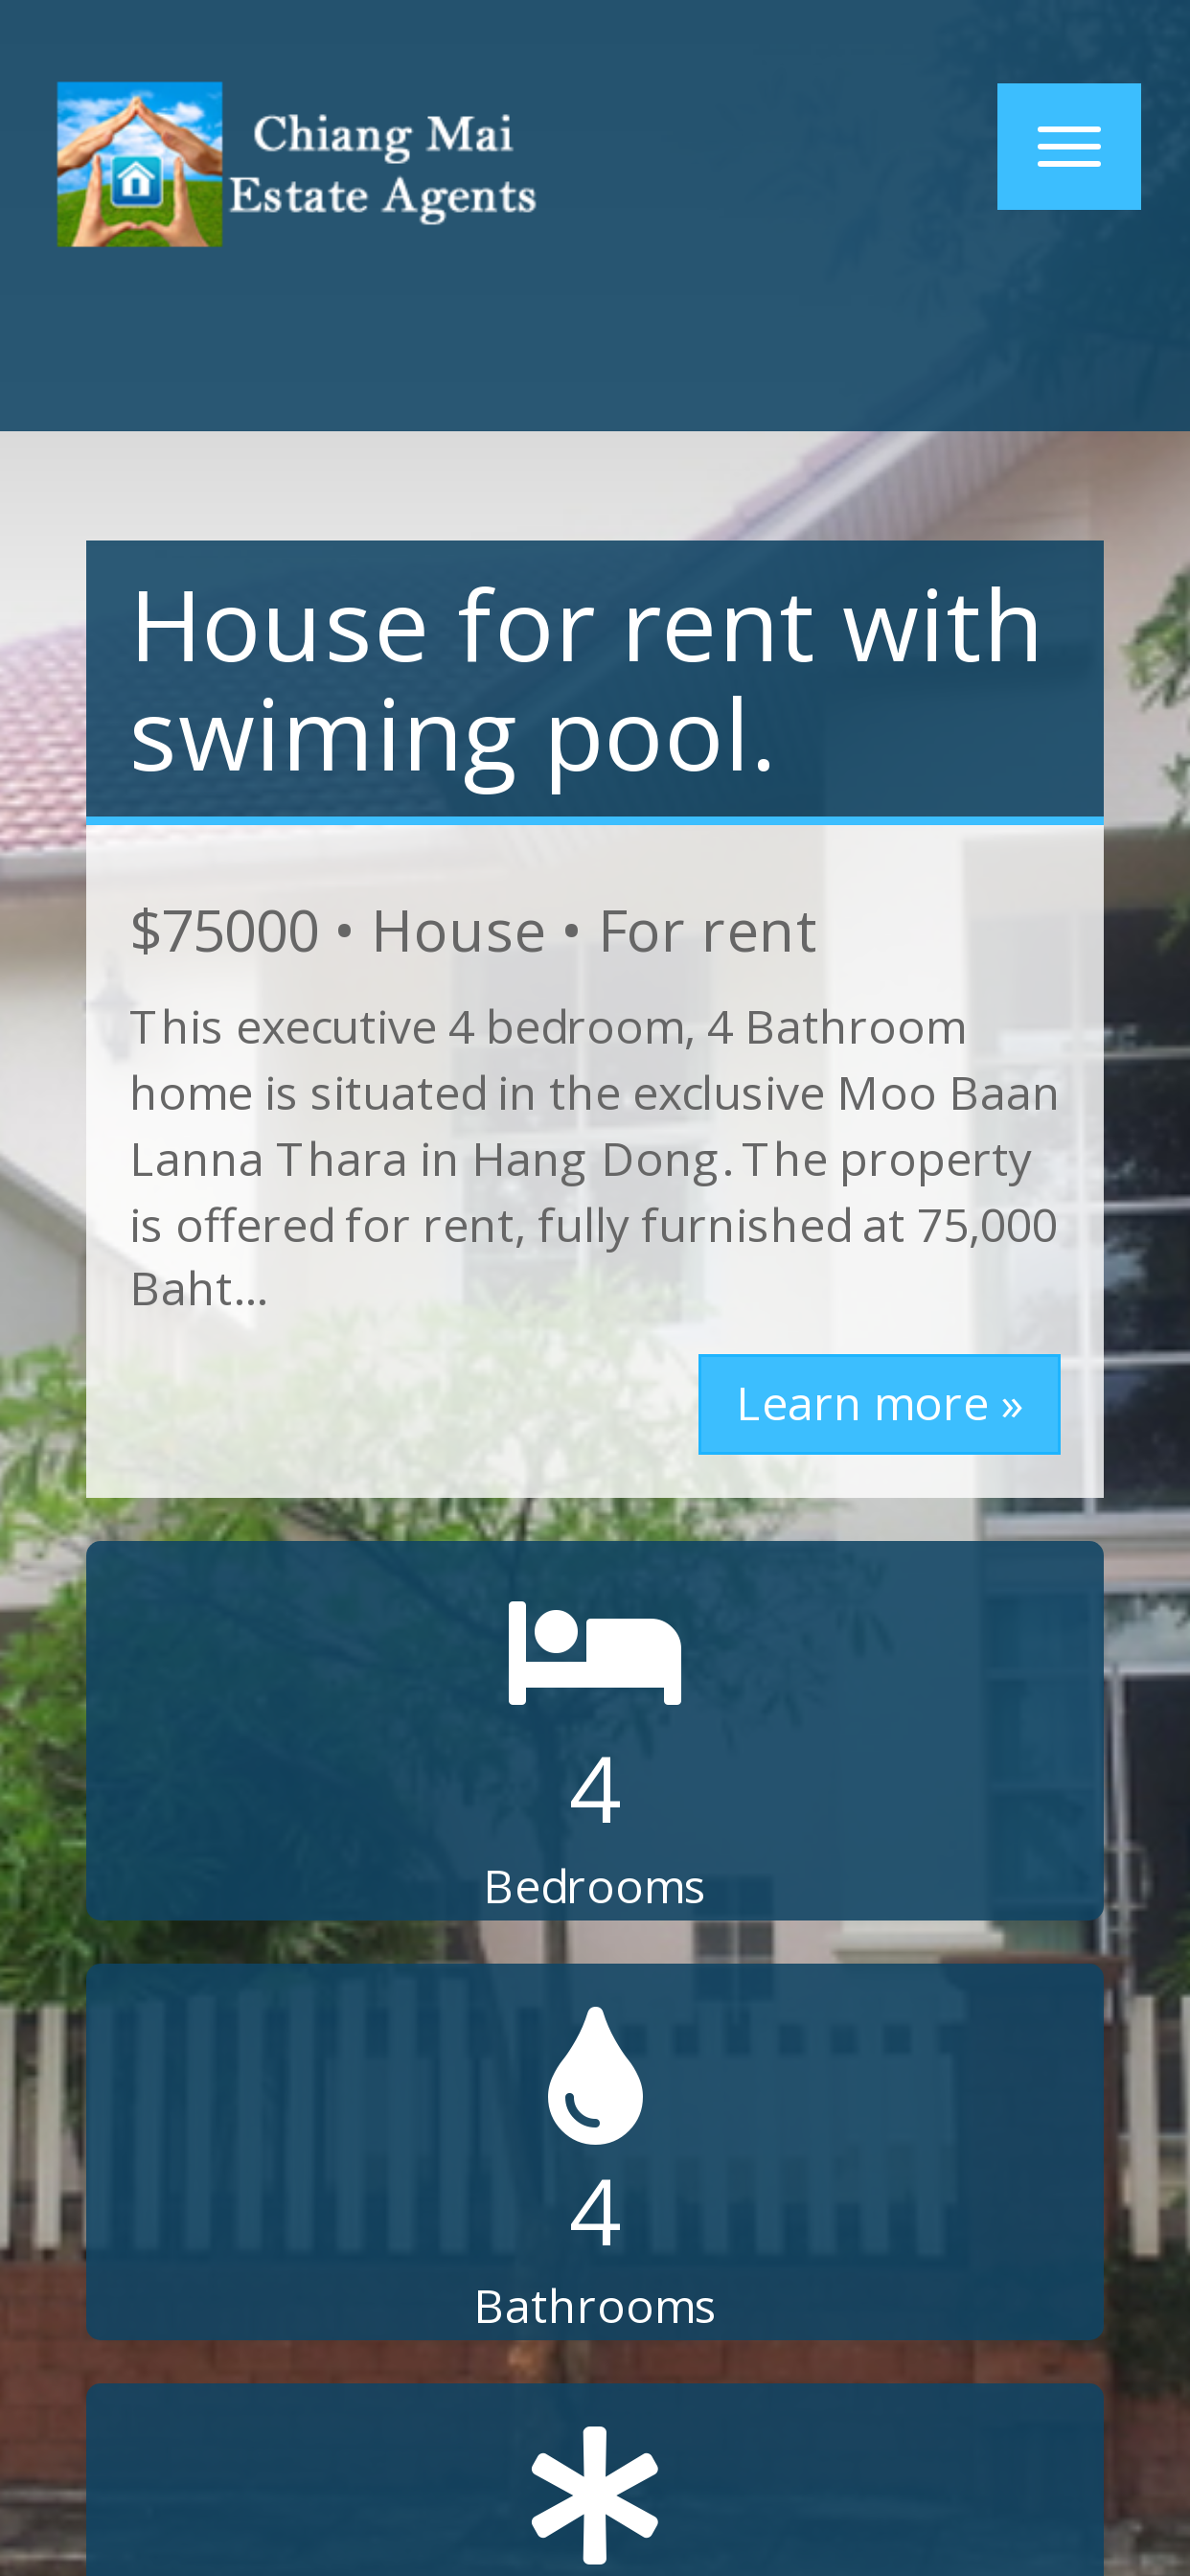 Chiang Mai
Estate Agents
House for rent with
swiming pool.
$75000 • House • For rent
This executive 4 bedroom, 4 Bathroom
home is situated in the exclusive Moo Baan
Lanna Thara in Hang Dong. The property
is offered for rent, fully furnished at 75,000
Baht...
Learn more »
4
Bedrooms
4
Bathrooms